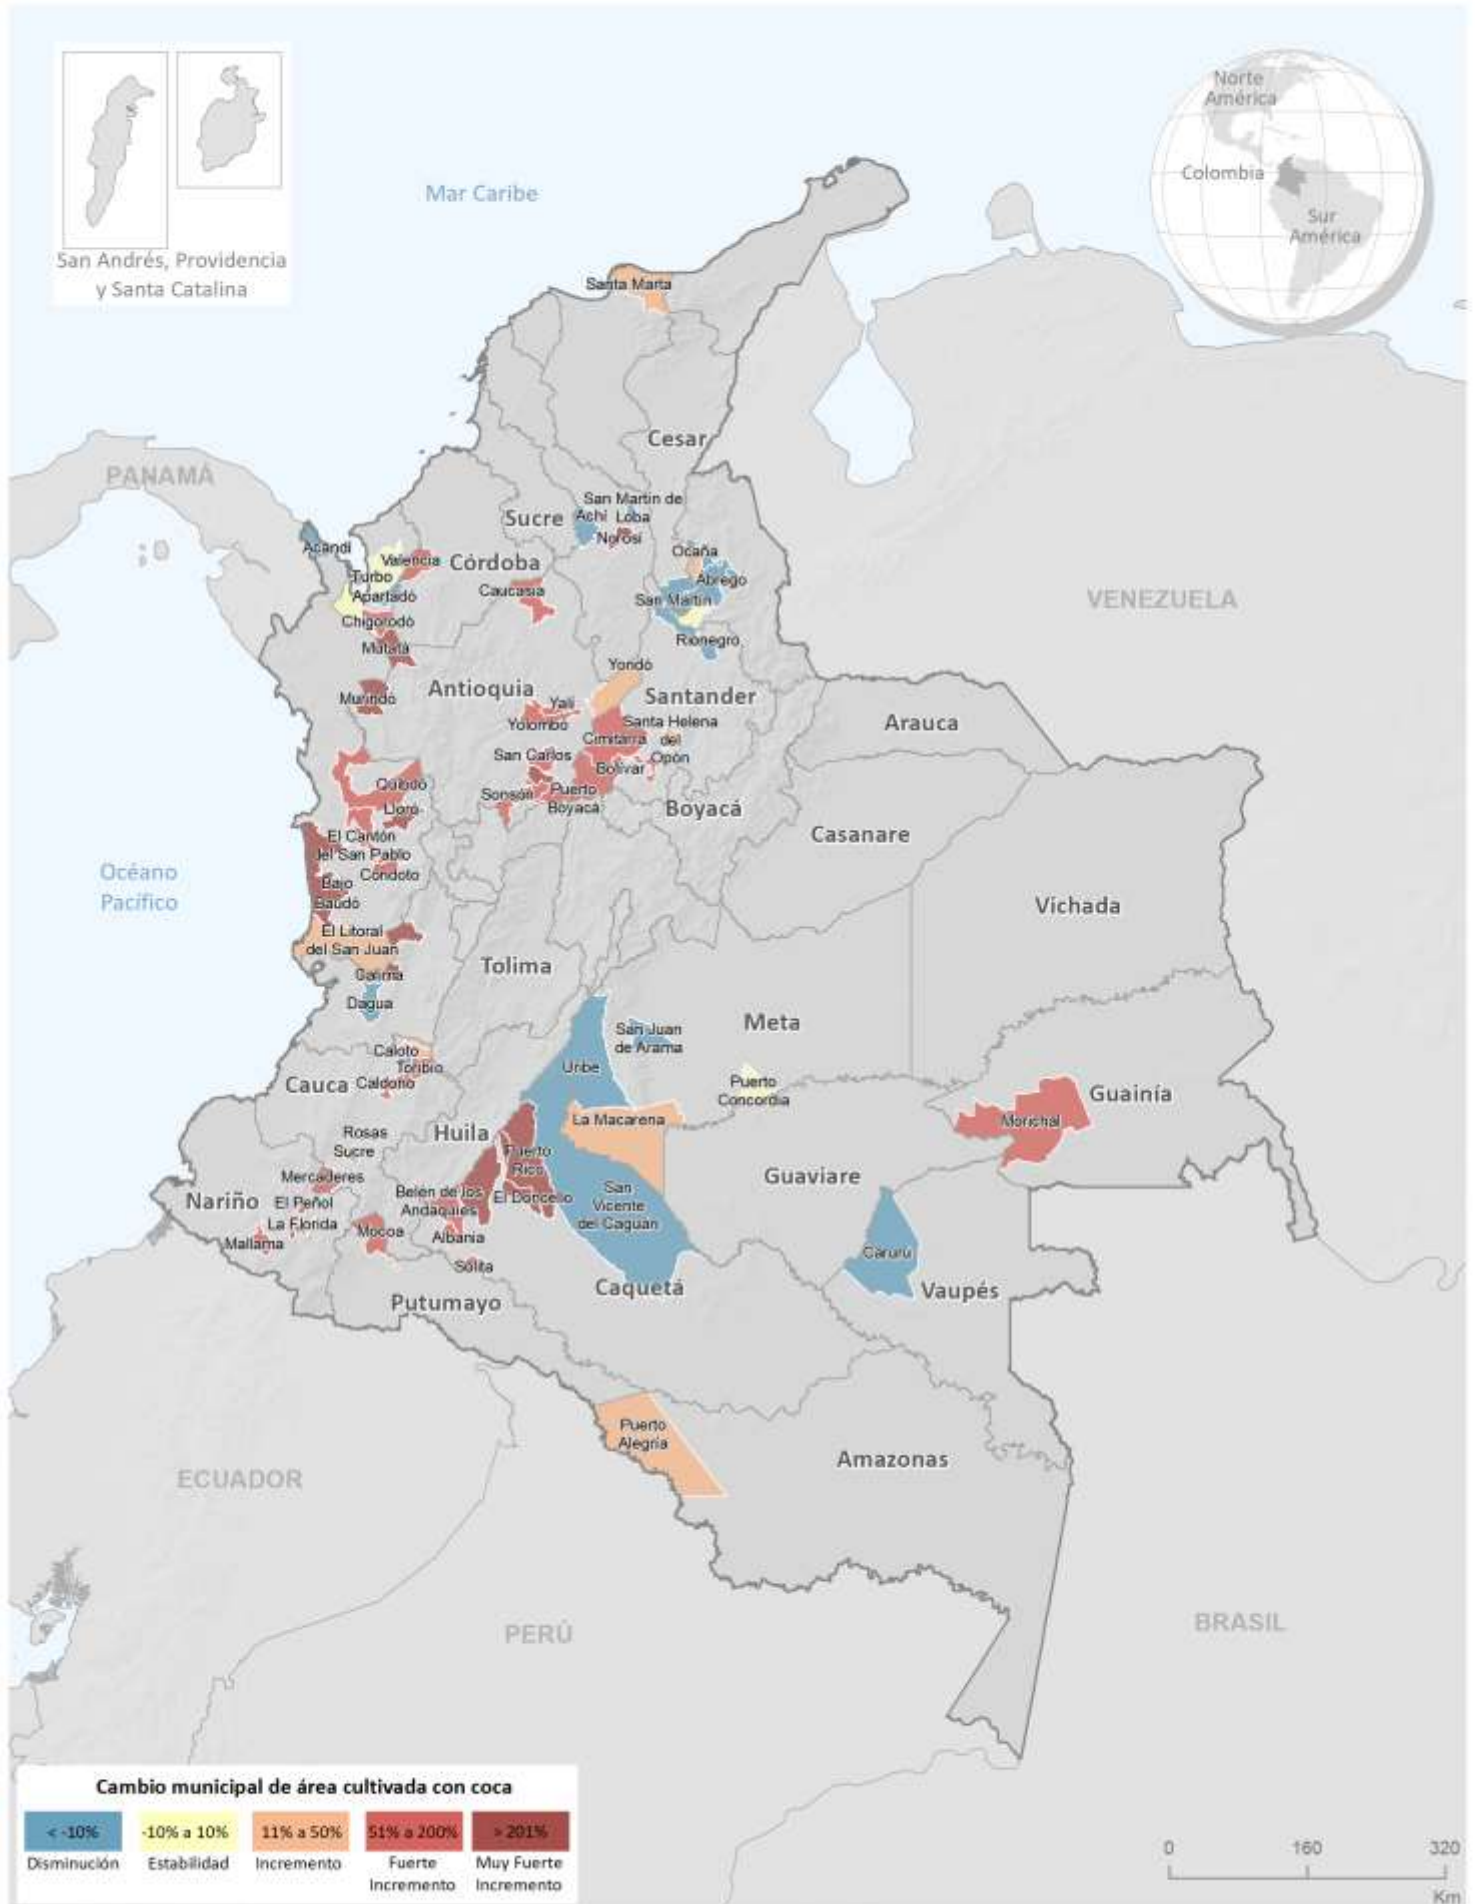 Norte
América
Colombia
Sur
América
Mar Caribe
San Andrés, Providencia
y Santa Catalina
Santa Marta
Cesar
PANAMÁ
San Martín de
Sucre
Achí
Loba
Norosí
Acandí
Valencia
Córdoba
Ocaña
Turbo
Abrego
Apartadó
Caucasia
San Martín
VENEZUELA
Chigorodó
Rionegro
Mutatá
Yondó
Murindó
Antioquia
Santander
Yalí
Yolombó
Santa Helena
del
Opón
Arauca
Cimitarra
San Carlos
Bolívar
Quibdó
Sonsón
Puerto
Boyacá
Lloró
Boyacá
El Cantón
del San Pablo
Casanare
Condoto
Océano
Pacífico
Bajo
Baudó
Vichada
El Litoral
del San Juan
Tolima
Calima
Dagua
San Juan
de Arama
Meta
Caloto
Toribío
Uribe
Cauca
Caldono
Puerto
Concordia
Guainía
La Macarena
Morichal
Rosas
Huila
Sucre
Puerto
Rico
Mercaderes
Guaviare
Nariño
El Peñol
Belén de los
Andaquíes
El Doncello
San
Vicente
del Caguán
La Florida
Mocoa
Mallama
Albania
Carurú
Solita
Caquetá
Vaupés
Putumayo
Puerto
Alegría
Amazonas
ECUADOR
PERÚ
BRASIL
Cambio municipal de área cultivada con coca
< -10%
-10% a 10%
11% a 50%
51% a 200%
> 201%
Disminución
Estabilidad
Incremento
Fuerte
Incremento
Muy Fuerte
Incremento
0
160
320
Km